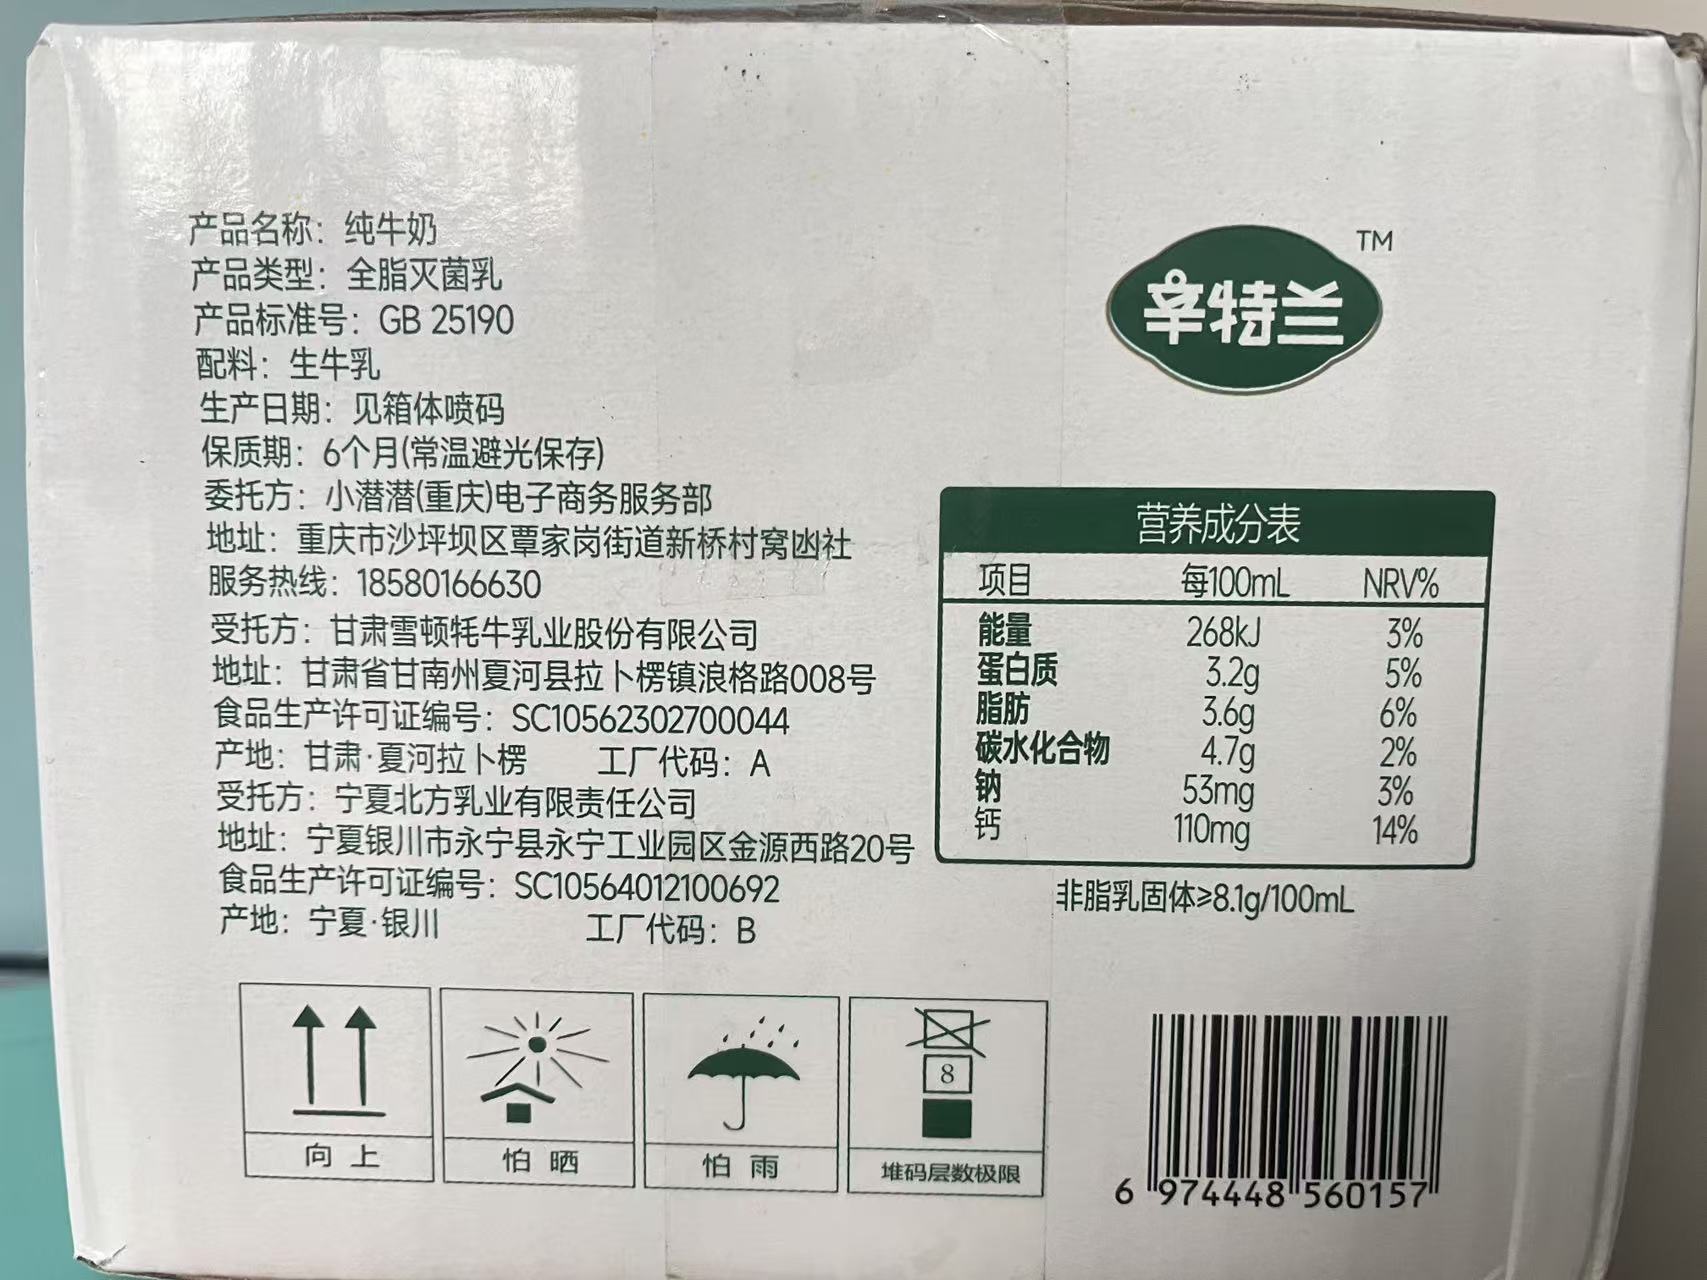 产品名称：纯牛奶
产品类型：全脂灭菌乳
产品标准号：GB 25190
配料：生牛乳
生产日期：见箱体喷码
保质期：6个月(常温避光保存)
委托方：小潜潜(重庆)电子商务服务部
地址：重庆市沙坪坝区覃家岗街道新桥村窝凼社
服务热线：18580166630
受托方：甘肃雪顿牦牛乳业股份有限公司
地址：甘肃省甘南州夏河县拉卜楞镇浪格路008号
食品生产许可证编号：SC10562302700044
产地：甘肃·夏河拉卜楞 工厂代码：A
受托方：宁夏北方乳业有限责任公司
地址：宁夏银川市永宁县永宁工业园区金源西路20号
食品生产许可证编号：SC10564012100692
产地：宁夏·银川 工厂代码：B
特兰 TM
营养成分表
项目 每100mL NRV%
能量 268kJ 3%
蛋白质 3.2g 5%
脂肪 3.6g 6%
碳水化合物 4.7g 2%
钠 53mg 3%
钙 110mg 14%
非脂乳固体≥8.1g/100mL
向上
怕晒
怕雨
8
堆码层数极限
6 974448 560157